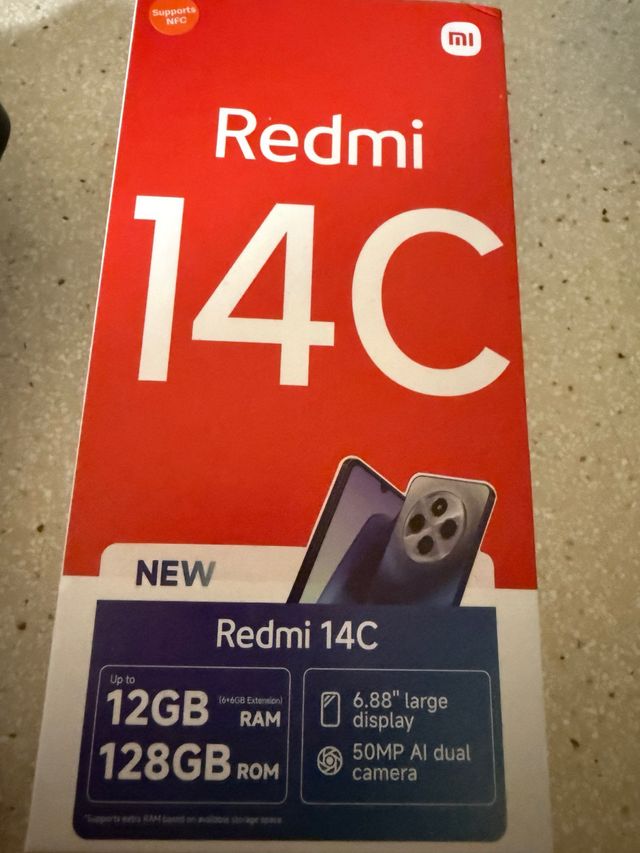 Supports
NFC
mi
Redmi
14C
NEW
Redmi 14C
Up to
12GB (6+6GB Extension) RAM
128GB ROM
6.88" large
display
50MP AI dual
camera
*Supports extra RAM based on available storage space